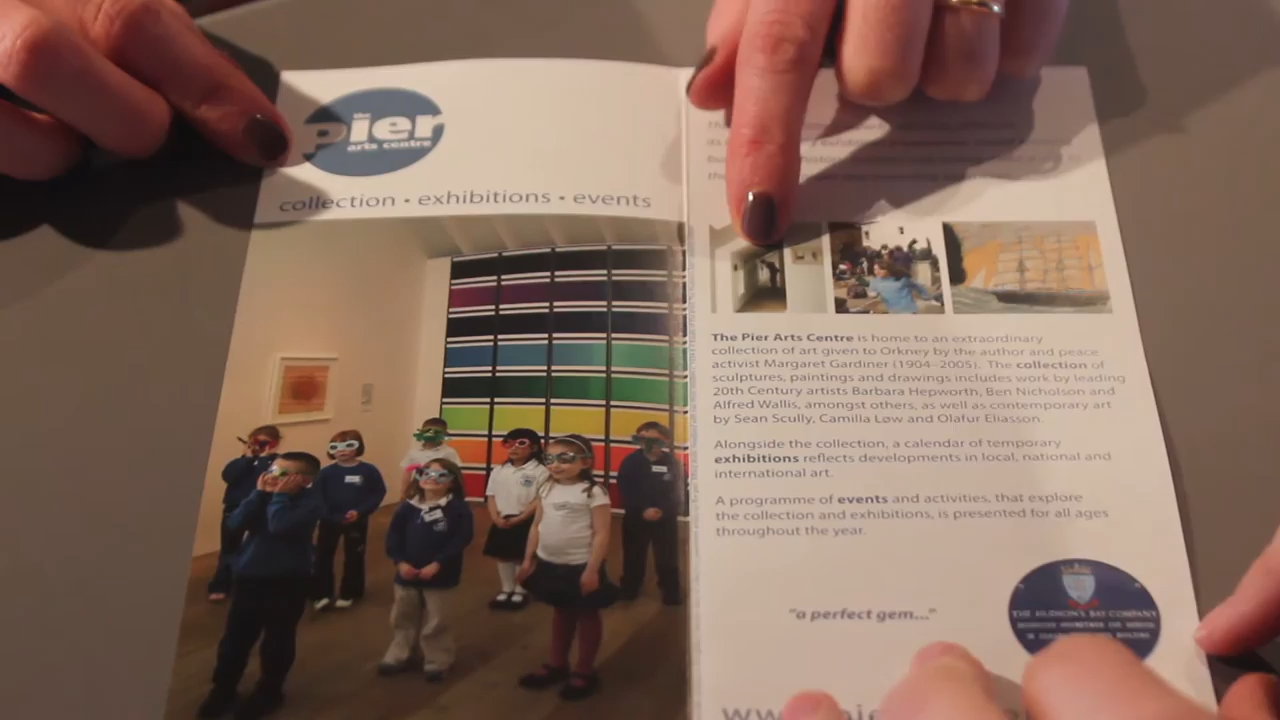 the
pier
arts centre
collection • exhibitions • events
The Pier Arts Centre is home to an extraordinary
collection of art given to Orkney by the author and peace
activist Margaret Gardiner (1904–2005). The collection of
sculptures, paintings and drawings includes work by leading
20th Century artists Barbara Hepworth, Ben Nicholson and
Alfred Wallis, amongst others, as well as contemporary art
by Sean Scully, Camilla Løw and Olafur Eliasson.
Alongside the collection, a calendar of temporary
exhibitions reflects developments in local, national and
international art.
A programme of events and activities, that explore
the collection and exhibitions, is presented for all ages
throughout the year.
"a perfect gem..."
THE HUDSON'S BAY COMPANY
BUILDING